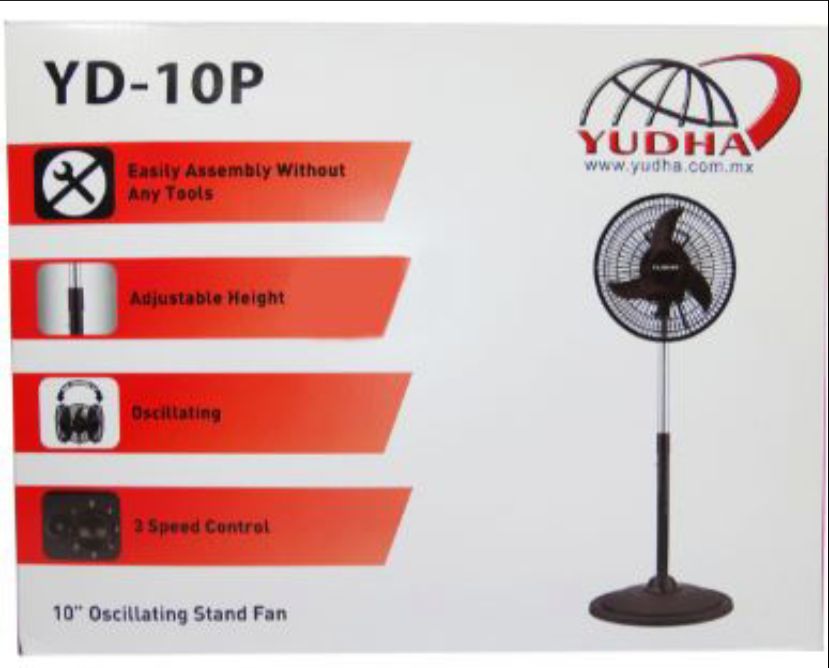 YD-10P
YUDHA
www.yudha.com.mx
Easily Assembly Without
Any Tools
Adjustable Height
Oscillating
3 Speed Control
YUDHA
10" Oscillating Stand Fan